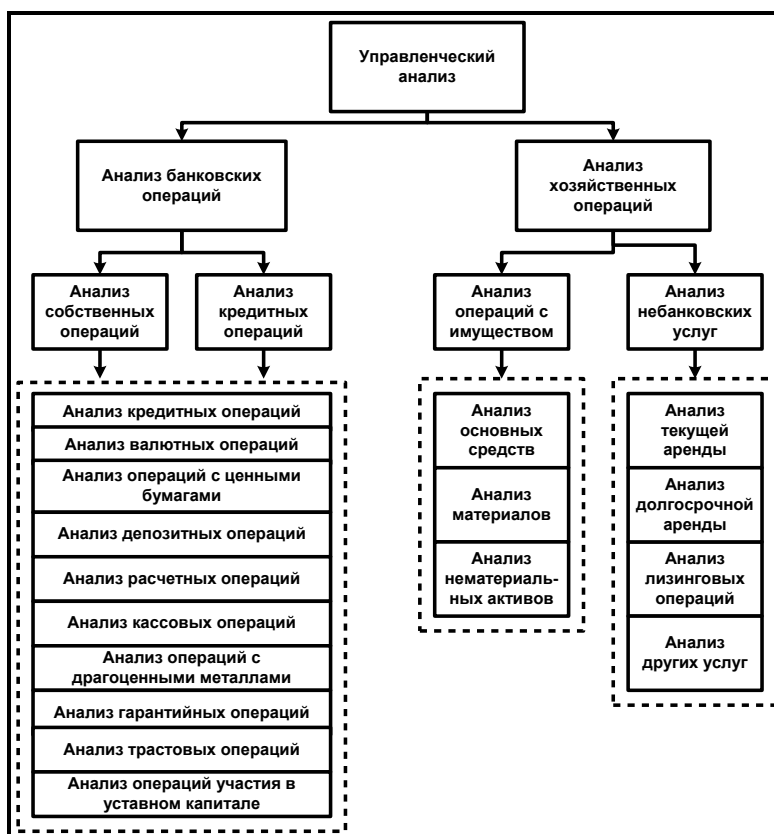 Управленческий
анализ
Анализ банковских
операций
Анализ
хозяйственных
операций
Анализ
собственных
операций
Анализ
кредитных
операций
Анализ
операций с
имуществом
Анализ
небанковских
услуг
Анализ кредитных операций
Анализ валютных операций
Анализ операций с ценными
бумагами
Анализ депозитных операций
Анализ расчетных операций
Анализ кассовых операций
Анализ операций с
драгоценными металлами
Анализ гарантийных операций
Анализ трастовых операций
Анализ операций участия в
уставном капитале
Анализ
основных
средств
Анализ
материалов
Анализ
нематериаль-
ных активов
Анализ
текущей
аренды
Анализ
долгосрочной
аренды
Анализ
лизинговых
операций
Анализ
других услуг